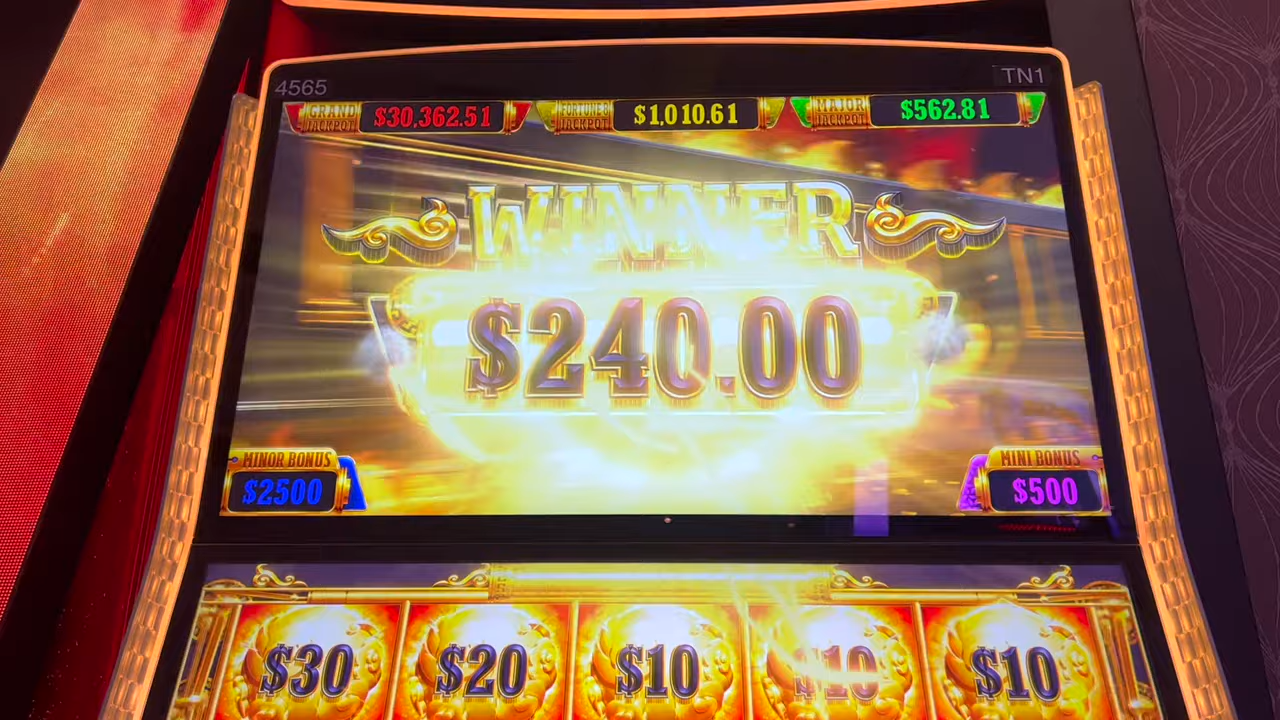 4565
TN1
GRAND JACKPOT $30,362.51
FORTUNES JACKPOT $1,010.61
MAJOR JACKPOT $562.81
WINNER
$240.00
MINOR BONUS
$2500
MINI BONUS
$500
$30 $20 $10 $10 $10